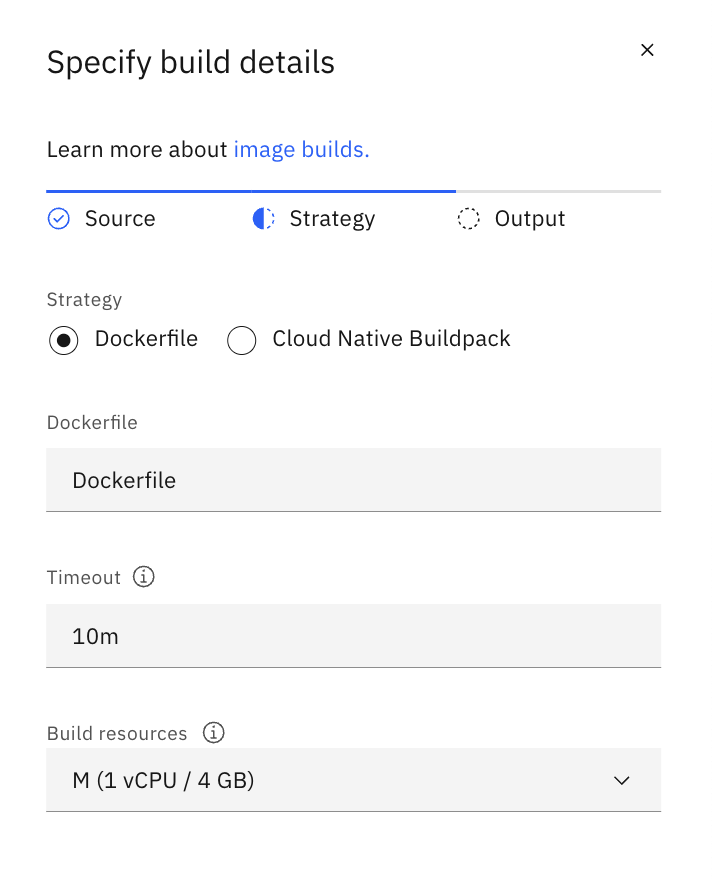 Specify build details
Learn more about image builds.
Source
Strategy
Output
Strategy
Dockerfile
Cloud Native Buildpack
Dockerfile
Dockerfile
Timeout
10m
Build resources
M (1 vCPU / 4 GB)